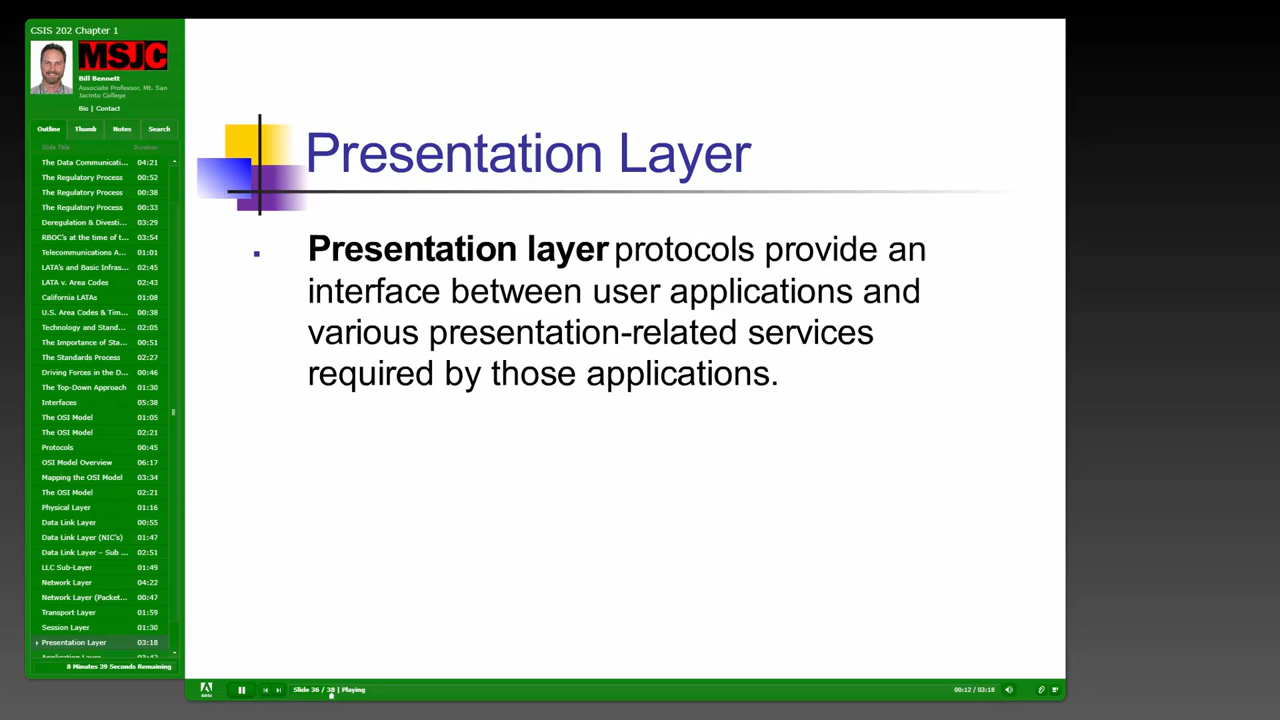 CSIS 202 Chapter 1
MSJC
Bill Bennett
Associate Professor, Mt. San
Jacinto College
Bio | Contact
Outline Thumb Notes Search
Slide Title Duration
The Data Communicati... 04:21
The Regulatory Process 00:52
The Regulatory Process 00:38
The Regulatory Process 00:33
Deregulation & Divesti... 03:29
RBOC's at the time of t... 03:54
Telecommunications A... 01:01
LATA's and Basic Infras... 02:45
LATA v. Area Codes 02:43
California LATAs 01:08
U.S. Area Codes & Tim... 00:38
Technology and Stand... 02:05
The Importance of Sta... 00:51
The Standards Process 02:27
Driving Forces in the D... 00:46
The Top-Down Approach 01:30
Interfaces 05:38
The OSI Model 01:05
The OSI Model 02:21
Protocols 00:45
OSI Model Overview 06:17
Mapping the OSI Model 03:34
The OSI Model 02:21
Physical Layer 01:16
Data Link Layer 00:55
Data Link Layer (NIC's) 01:47
Data Link Layer – Sub ... 02:51
LLC Sub-Layer 01:49
Network Layer 04:22
Network Layer (Packet... 00:47
Transport Layer 01:59
Session Layer 01:30
Presentation Layer 03:18
8 Minutes 39 Seconds Remaining
Presentation Layer
Presentation layer protocols provide an
interface between user applications and
various presentation-related services
required by those applications.
Slide 36 / 38 | Playing
00:12 / 03:18